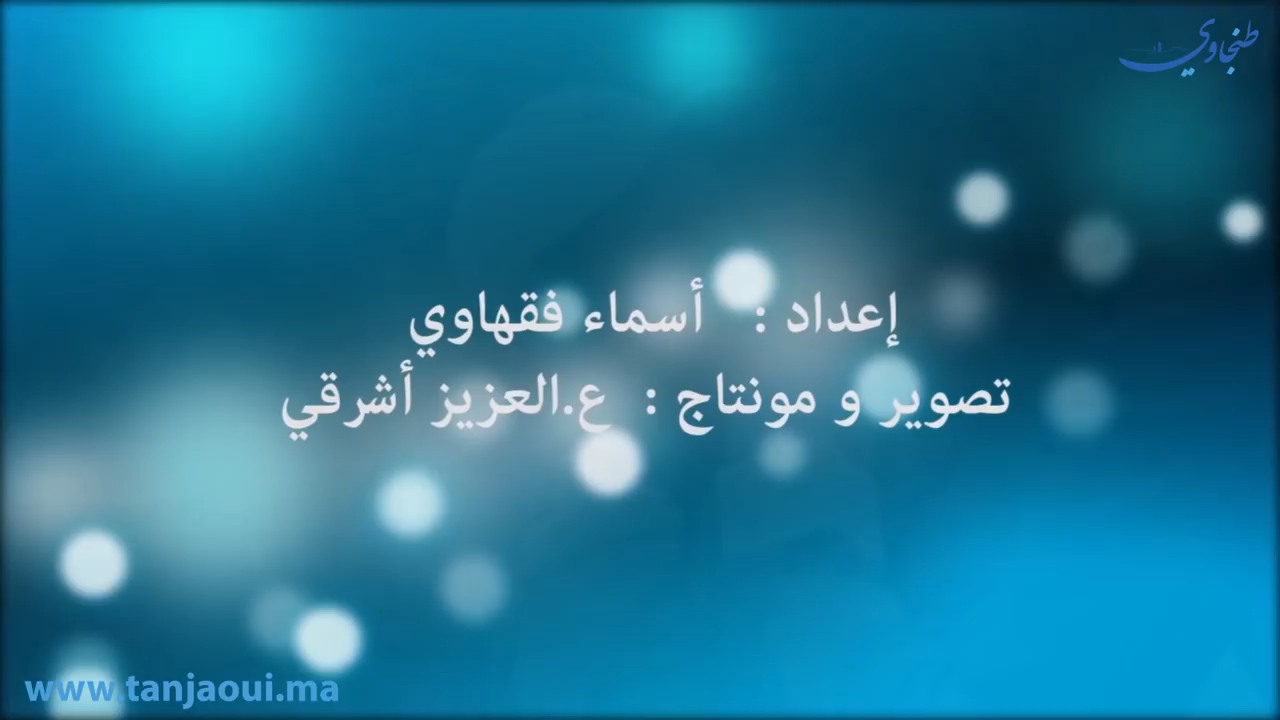 طنجاوي
إعداد : أسماء فقهاوي
تصوير و مونتاج : ع.العزيز أشرقي
www.tanjaoui.ma